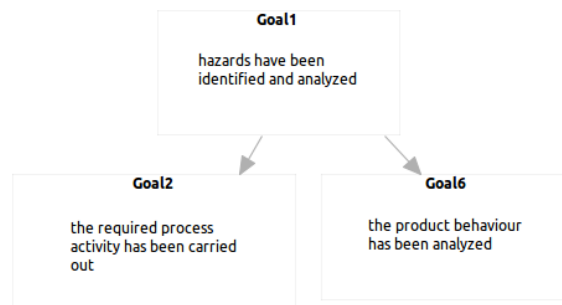 Goal1
hazards have been
identified and analyzed
Goal2
the required process
activity has been carried
out
Goal6
the product behaviour
has been analyzed